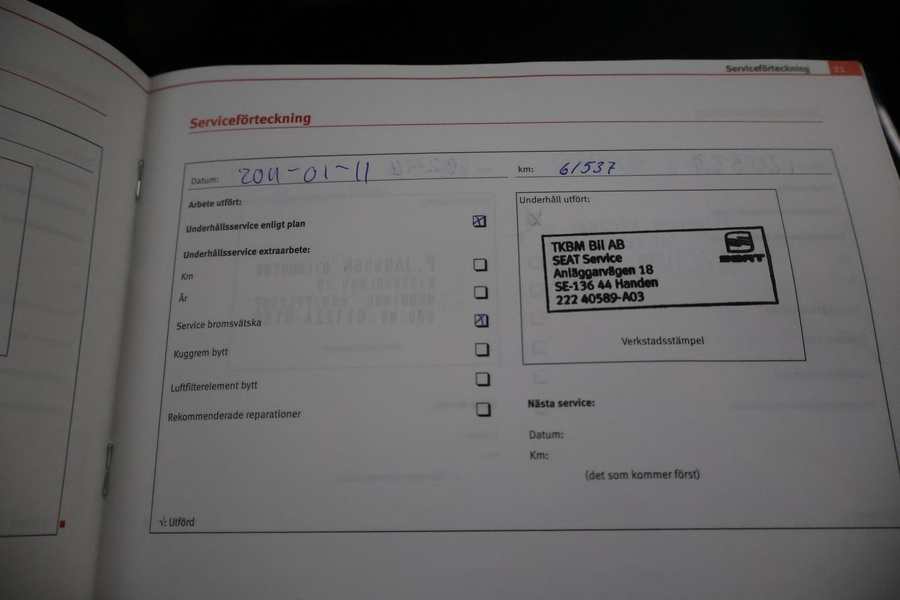 Serviceförteckning 21
Serviceförteckning
Datum: 2011-01-11
km: 61537
Arbete utfört:
Underhållsservice enligt plan
Underhållsservice extraarbete:
Km
År
Service bromsvätska
Kuggrem bytt
Luftfilterelement bytt
Rekommenderade reparationer
√: Utförd
Underhåll utfört:
TKBM Bil AB
SEAT Service
Anläggarvägen 18
SE-136 44 Handen
222 40589-A03
SEAT
Verkstadsstämpel
Nästa service:
Datum:
Km:
(det som kommer först)